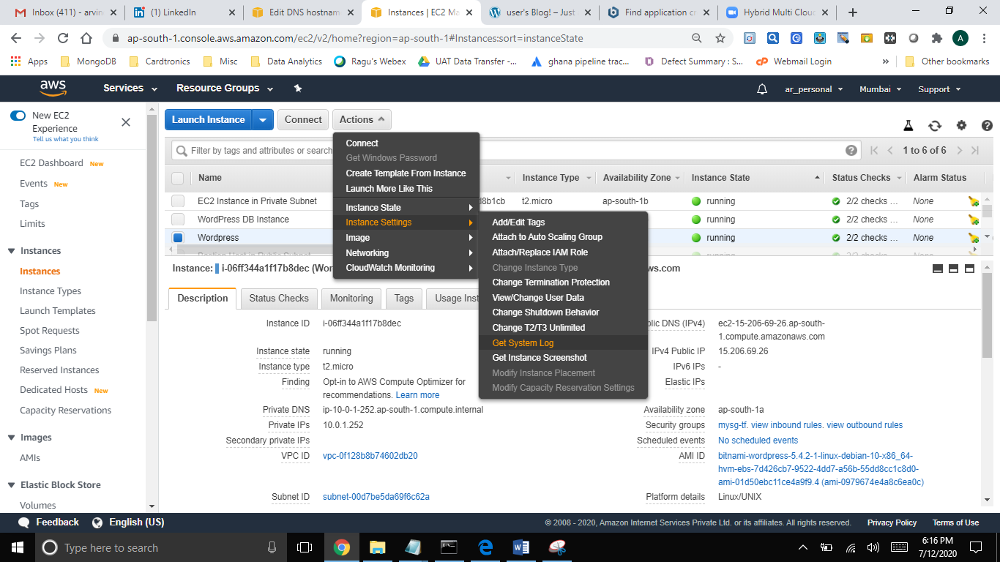 Inbox (411) - arvin
(1) LinkedIn
Edit DNS hostnam
Instances | EC2 Ma
user's Blog! – Just
Find application cr
Hybrid Multi Cloud
ap-south-1.console.aws.amazon.com/ec2/v2/home?region=ap-south-1#Instances:sort=instanceState
A
Apps
MongoDB
Cardtronics
Misc
Data Analytics
Ragu's Webex
UAT Data Transfer -...
ghana pipeline trac...
Defect Summary : S...
Webmail Login
»
Other bookmarks
aws
Services
Resource Groups
ar_personal
Mumbai
Support
New EC2
Experience
Tell us what you think
EC2 Dashboard New
Events New
Tags
Limits
Instances
Instances
Instance Types
Launch Templates
Spot Requests
Savings Plans
Reserved Instances
Dedicated Hosts New
Capacity Reservations
Images
AMIs
Elastic Block Store
Volumes
Launch Instance
Connect
Actions
Filter by tags and attributes or search
1 to 6 of 6
Name
Instance Type
Availability Zone
Instance State
Status Checks
Alarm Status
EC2 Instance in Private Subnet
d8b1cb
t2.micro
ap-south-1b
running
2/2 checks ...
None
WordPress DB Instance
running
2/2 checks ...
None
Wordpress
running
2/2 checks ...
None
Bastion Host in Public Subnet
running
2/2 checks ...
None
Connect
Get Windows Password
Create Template From Instance
Launch More Like This
Instance State
Instance Settings
Image
Networking
CloudWatch Monitoring
Add/Edit Tags
Attach to Auto Scaling Group
Attach/Replace IAM Role
Change Instance Type
Change Termination Protection
View/Change User Data
Change Shutdown Behavior
Change T2/T3 Unlimited
Get System Log
Get Instance Screenshot
Modify Instance Placement
Modify Capacity Reservation Settings
Instance: i-06ff344a1f17b8dec (Wor
ws.com
Description
Status Checks
Monitoring
Tags
Usage Inst
Instance ID
i-06ff344a1f17b8dec
Instance state
running
Instance type
t2.micro
Finding
Opt-in to AWS Compute Optimizer for
recommendations. Learn more
Private DNS
ip-10-0-1-252.ap-south-1.compute.internal
Private IPs
10.0.1.252
Secondary private IPs
VPC ID
vpc-0f128b8b74602db20
Subnet ID
subnet-00d7be5da69f6c62a
blic DNS (IPv4)
ec2-15-206-69-26.ap-south-
1.compute.amazonaws.com
IPv4 Public IP
15.206.69.26
IPv6 IPs
-
Elastic IPs
Availability zone
ap-south-1a
Security groups
mysg-tf. view inbound rules. view outbound rules
Scheduled events
No scheduled events
AMI ID
bitnami-wordpress-5.4.2-1-linux-debian-10-x86_64-
hvm-ebs-7d426cb7-9522-4dd7-a56b-55dd8cc1c8d0-
ami-01d50ebc11ce4a9f9.4 (ami-0979674e4a8c6ea0c)
Platform details
Linux/UNIX
Feedback
English (US)
© 2008 - 2020, Amazon Internet Services Private Ltd. or its affiliates. All rights reserved.
Privacy Policy
Terms of Use
Type here to search
6:16 PM
7/12/2020